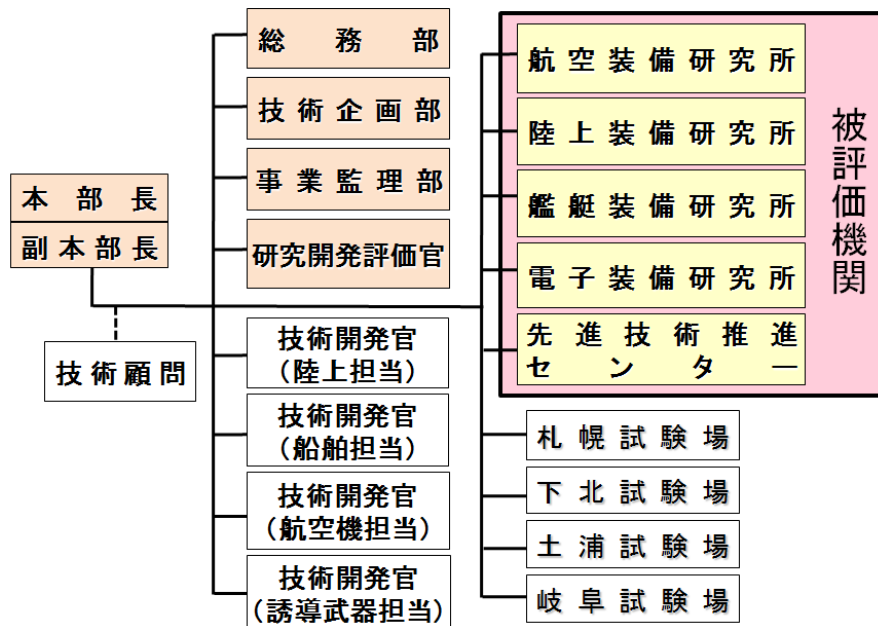 本部長
副本部長
技術顧問
総務部
技術企画部
事業監理部
研究開発評価官
技術開発官
（陸上担当）
技術開発官
（船舶担当）
技術開発官
（航空機担当）
技術開発官
（誘導武器担当）
航空装備研究所
陸上装備研究所
艦艇装備研究所
電子装備研究所
先進技術推進
センター
被評価機関
札幌試験場
下北試験場
土浦試験場
岐阜試験場